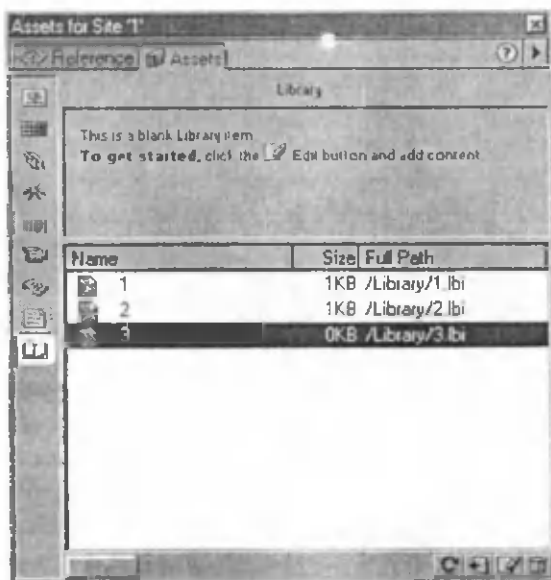 Assets for Site '1'
<?> Reference Assets
Library
This is a blank Library item
To get started, click the Edit button and add content
Name Size Full Path
1 1KB /Library/1.lbi
2 1KB /Library/2.lbi
3 0KB /Library/3.lbi